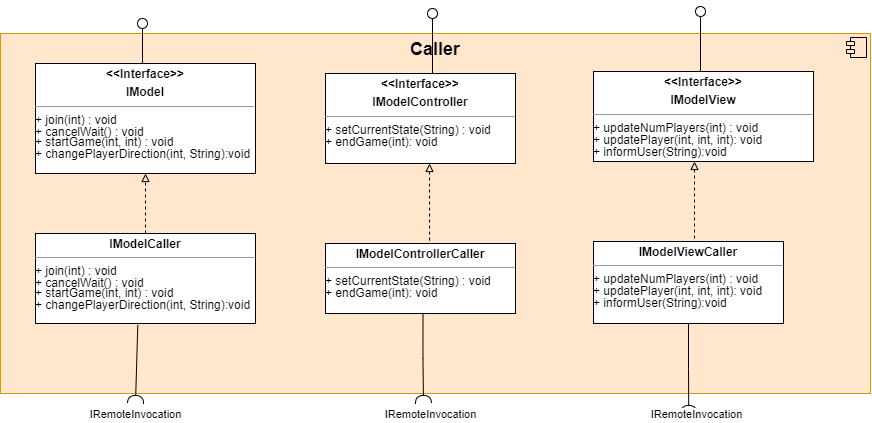 Caller
<<Interface>>
IModel
+ join(int) : void
+ cancelWait() : void
+ startGame(int, int) : void
+ changePlayerDirection(int, String):void
<<Interface>>
IModelController
+ setCurrentState(String) : void
+ endGame(int): void
<<Interface>>
IModelView
+ updateNumPlayers(int) : void
+ updatePlayer(int, int, int): void
+ informUser(String):void
IModelCaller
+ join(int) : void
+ cancelWait() : void
+ startGame(int, int) : void
+ changePlayerDirection(int, String):void
IModelControllerCaller
+ setCurrentState(String) : void
+ endGame(int): void
IModelViewCaller
+ updateNumPlayers(int) : void
+ updatePlayer(int, int, int): void
+ informUser(String):void
IRemoteInvocation
IRemoteInvocation
IRemoteInvocation